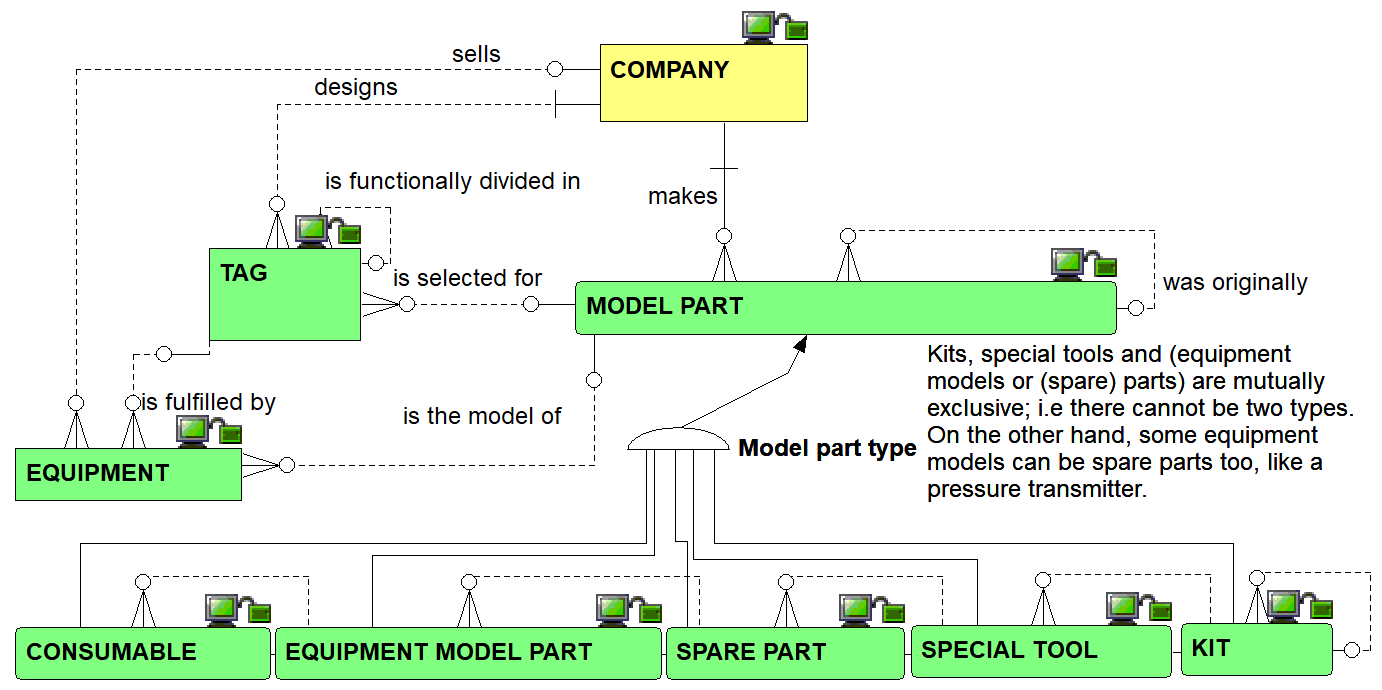 sells
COMPANY
designs
is functionally divided in
makes
TAG
is selected for
MODEL PART
was originally
Kits, special tools and (equipment
models or (spare) parts) are mutually
exclusive; i.e there cannot be two types.
On the other hand, some equipment
models can be spare parts too, like a
pressure transmitter.
is fulfilled by
is the model of
Model part type
EQUIPMENT
CONSUMABLE
EQUIPMENT MODEL PART
SPARE PART
SPECIAL TOOL
KIT